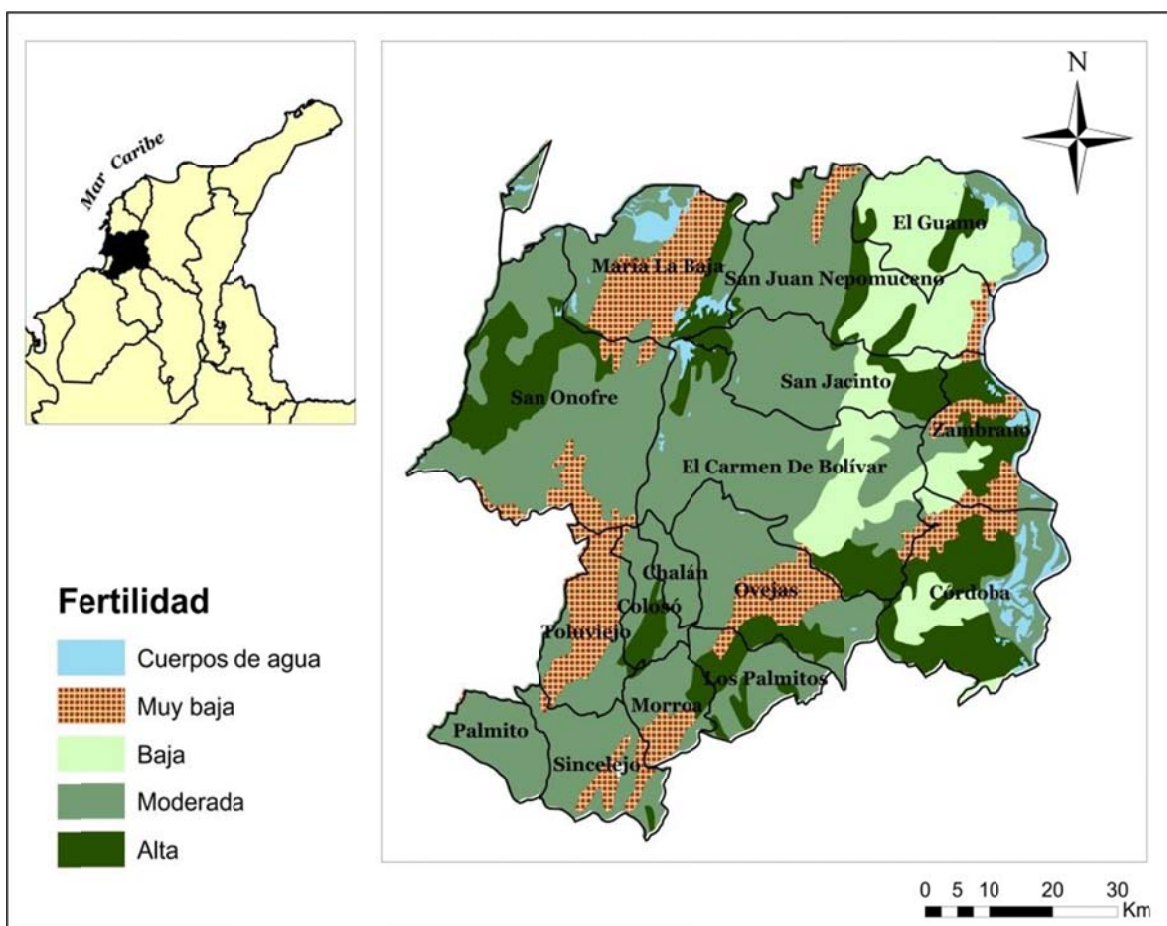 Mar Caribe
N
El Guamo
María La Baja
San Juan Nepomuceno
San Jacinto
San Onofre
Zambrano
El Carmen De Bolívar
Chalán
Ovejas
Colosó
Córdoba
Toluviejo
Los Palmitos
Morroa
Palmito
Sincelejo
Fertilidad
Cuerpos de agua
Muy baja
Baja
Moderada
Alta
0 5 10 20 30
Km